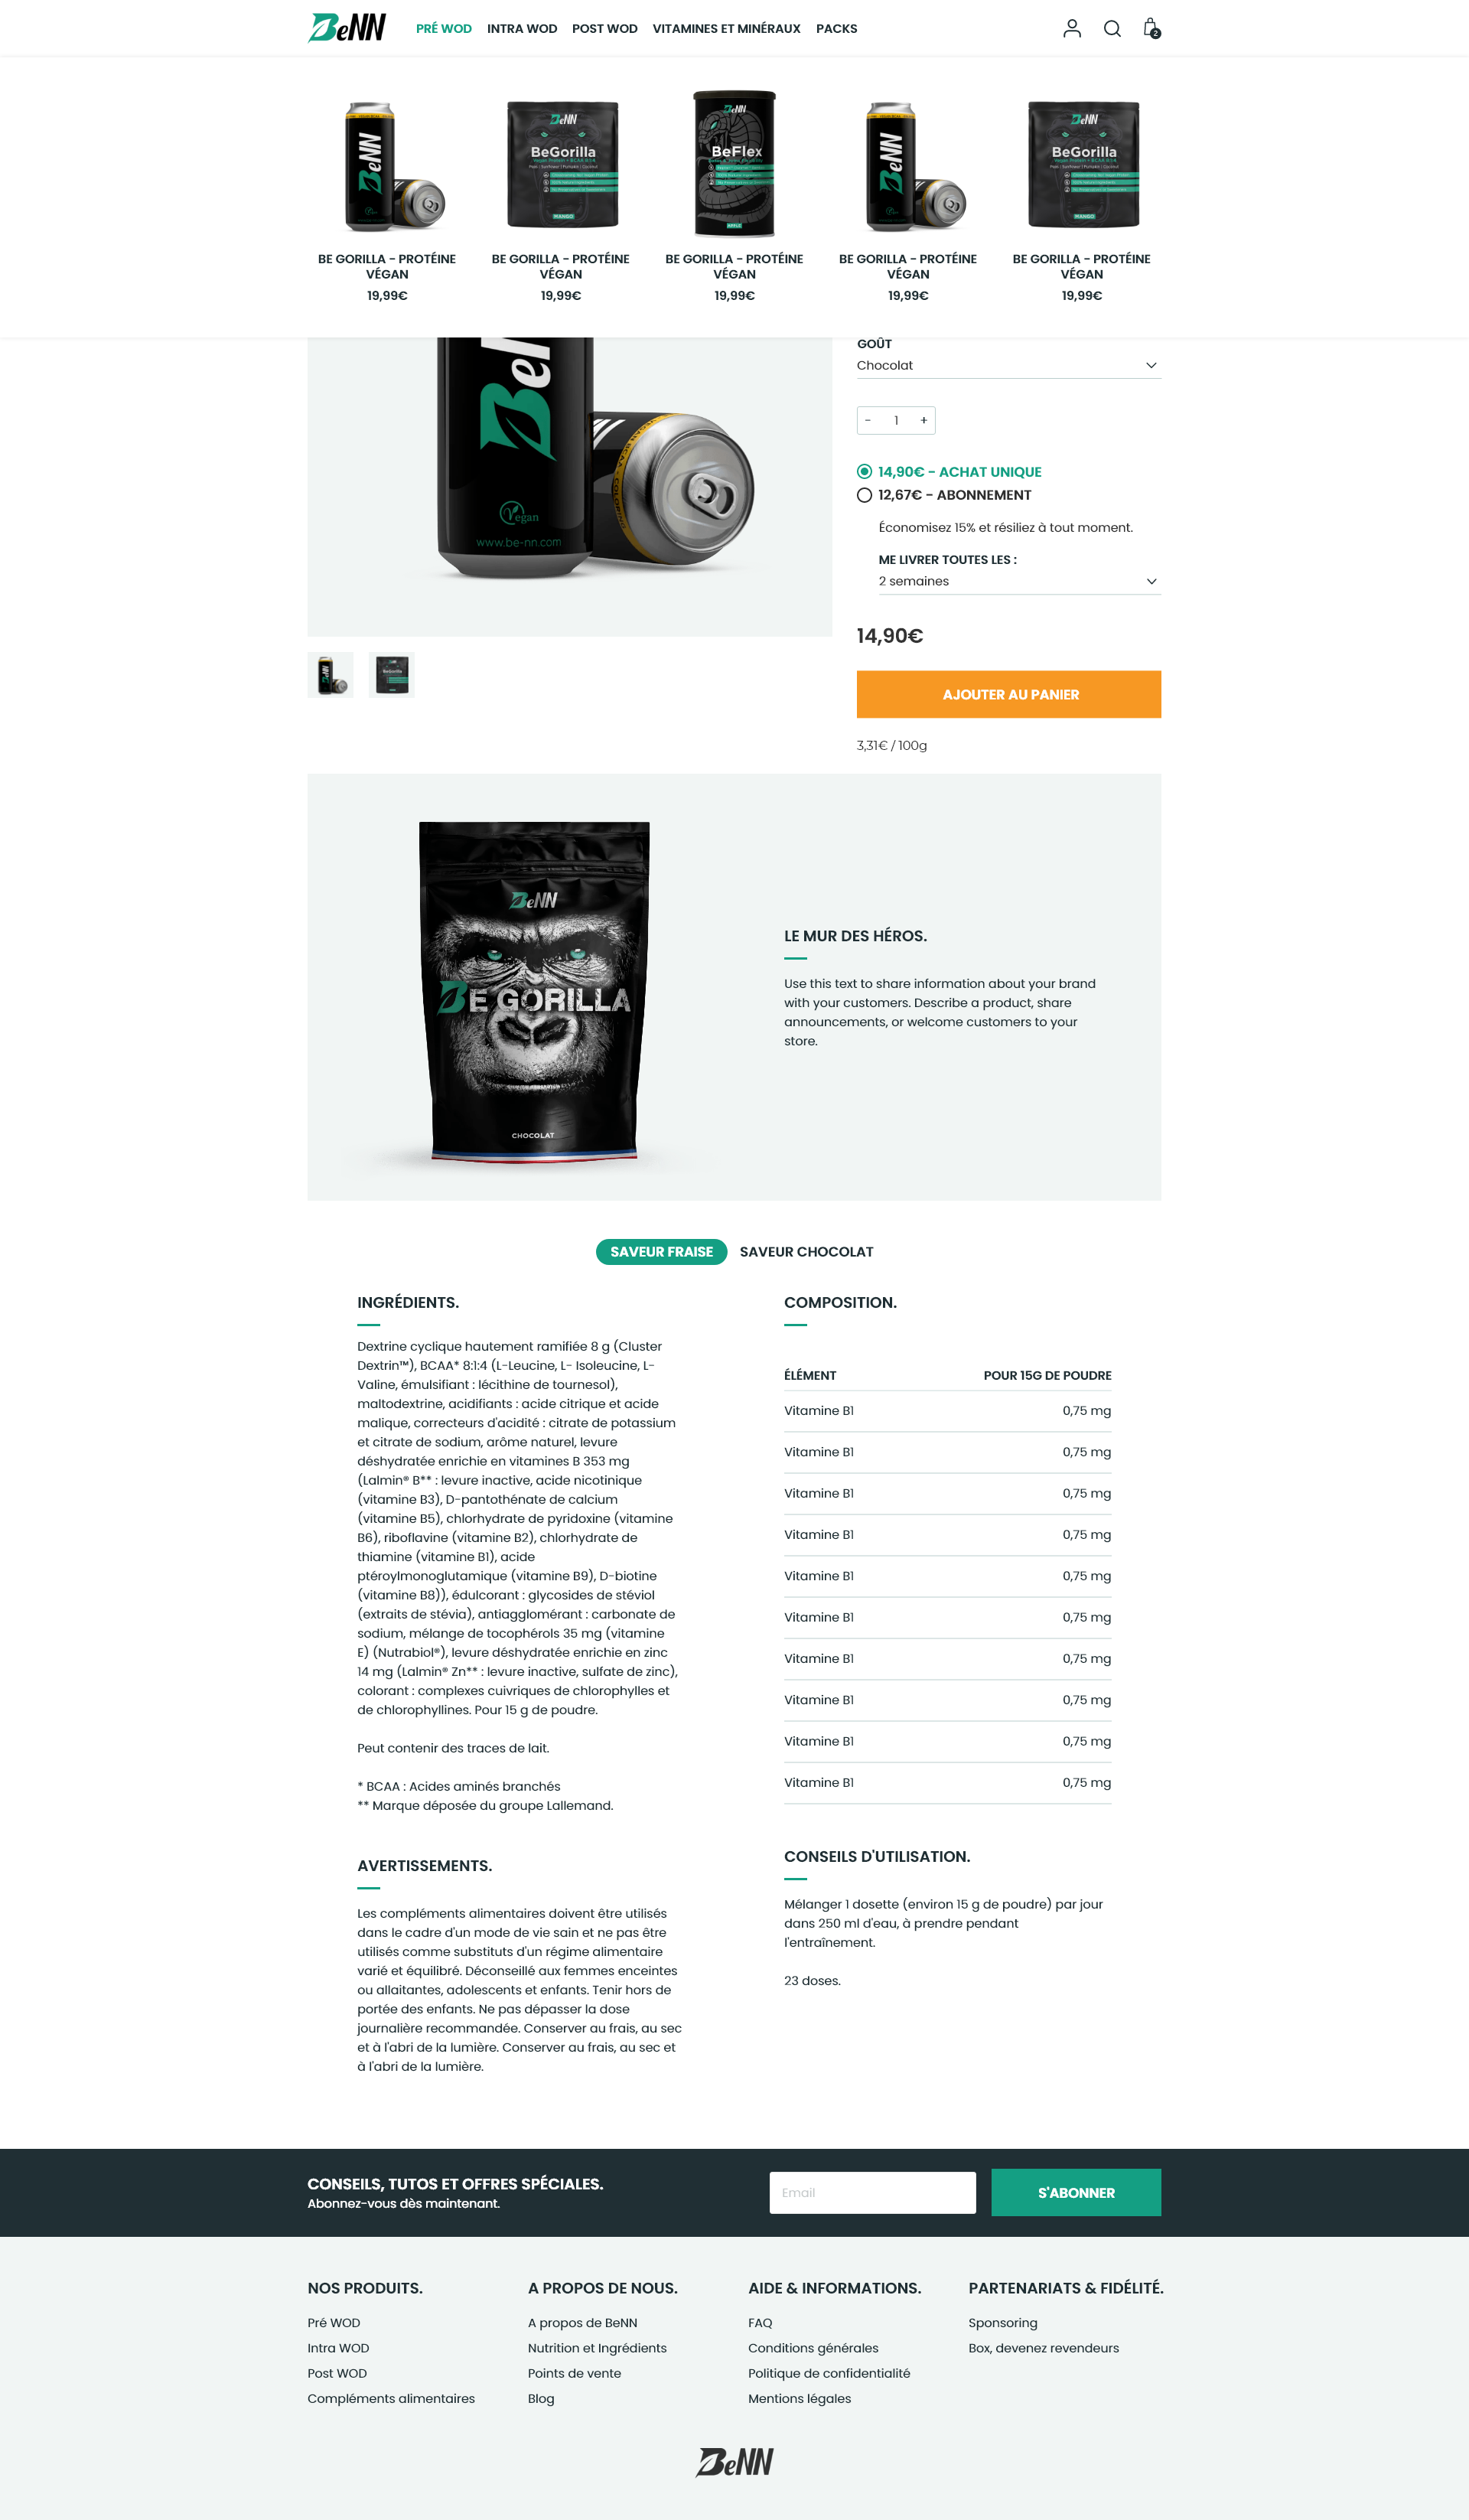 BeNN
PRÉ WOD INTRA WOD POST WOD VITAMINES ET MINÉRAUX PACKS
2
BeNN
BeNN
BeGorilla
MANGO
BeNN
BeFlex
APPLE
BeNN
BeNN
BeGorilla
MANGO
BE GORILLA - PROTÉINE
VÉGAN
19,99€
BE GORILLA - PROTÉINE
VÉGAN
19,99€
BE GORILLA - PROTÉINE
VÉGAN
19,99€
BE GORILLA - PROTÉINE
VÉGAN
19,99€
BE GORILLA - PROTÉINE
VÉGAN
19,99€
Vegan
www.be-nn.com
GOÛT
Chocolat
- 1 +
14,90€ - ACHAT UNIQUE
12,67€ - ABONNEMENT
Économisez 15% et résiliez à tout moment.
ME LIVRER TOUTES LES :
2 semaines
14,90€
AJOUTER AU PANIER
3,31€ / 100g
BeNN
BE GORILLA
CHOCOLAT
LE MUR DES HÉROS.
Use this text to share information about your brand
with your customers. Describe a product, share
announcements, or welcome customers to your
store.
SAVEUR FRAISE SAVEUR CHOCOLAT
INGRÉDIENTS.
Dextrine cyclique hautement ramifiée 8 g (Cluster
Dextrin™), BCAA* 8:1:4 (L-Leucine, L- Isoleucine, L-
Valine, émulsifiant : lécithine de tournesol),
maltodextrine, acidifiants : acide citrique et acide
malique, correcteurs d'acidité : citrate de potassium
et citrate de sodium, arôme naturel, levure
déshydratée enrichie en vitamines B 353 mg
(Lalmin® B** : levure inactive, acide nicotinique
(vitamine B3), D-pantothénate de calcium
(vitamine B5), chlorhydrate de pyridoxine (vitamine
B6), riboflavine (vitamine B2), chlorhydrate de
thiamine (vitamine B1), acide
ptéroylmonoglutamique (vitamine B9), D-biotine
(vitamine B8)), édulcorant : glycosides de stéviol
(extraits de stévia), antiagglomérant : carbonate de
sodium, mélange de tocophérols 35 mg (vitamine
E) (Nutrabiol®), levure déshydratée enrichie en zinc
14 mg (Lalmin® Zn** : levure inactive, sulfate de zinc),
colorant : complexes cuivriques de chlorophylles et
de chlorophyllines. Pour 15 g de poudre.
Peut contenir des traces de lait.
* BCAA : Acides aminés branchés
** Marque déposée du groupe Lallemand.
AVERTISSEMENTS.
Les compléments alimentaires doivent être utilisés
dans le cadre d'un mode de vie sain et ne pas être
utilisés comme substituts d'un régime alimentaire
varié et équilibré. Déconseillé aux femmes enceintes
ou allaitantes, adolescents et enfants. Tenir hors de
portée des enfants. Ne pas dépasser la dose
journalière recommandée. Conserver au frais, au sec
et à l'abri de la lumière. Conserver au frais, au sec et
à l'abri de la lumière.
COMPOSITION.
ÉLÉMENT POUR 15G DE POUDRE
Vitamine B1 0,75 mg
Vitamine B1 0,75 mg
Vitamine B1 0,75 mg
Vitamine B1 0,75 mg
Vitamine B1 0,75 mg
Vitamine B1 0,75 mg
Vitamine B1 0,75 mg
Vitamine B1 0,75 mg
Vitamine B1 0,75 mg
Vitamine B1 0,75 mg
CONSEILS D'UTILISATION.
Mélanger 1 dosette (environ 15 g de poudre) par jour
dans 250 ml d'eau, à prendre pendant
l'entraînement.
23 doses.
CONSEILS, TUTOS ET OFFRES SPÉCIALES.
Abonnez-vous dès maintenant.
Email
S'ABONNER
NOS PRODUITS.
Pré WOD
Intra WOD
Post WOD
Compléments alimentaires
A PROPOS DE NOUS.
A propos de BeNN
Nutrition et Ingrédients
Points de vente
Blog
AIDE & INFORMATIONS.
FAQ
Conditions générales
Politique de confidentialité
Mentions légales
PARTENARIATS & FIDÉLITÉ.
Sponsoring
Box, devenez revendeurs
BeNN